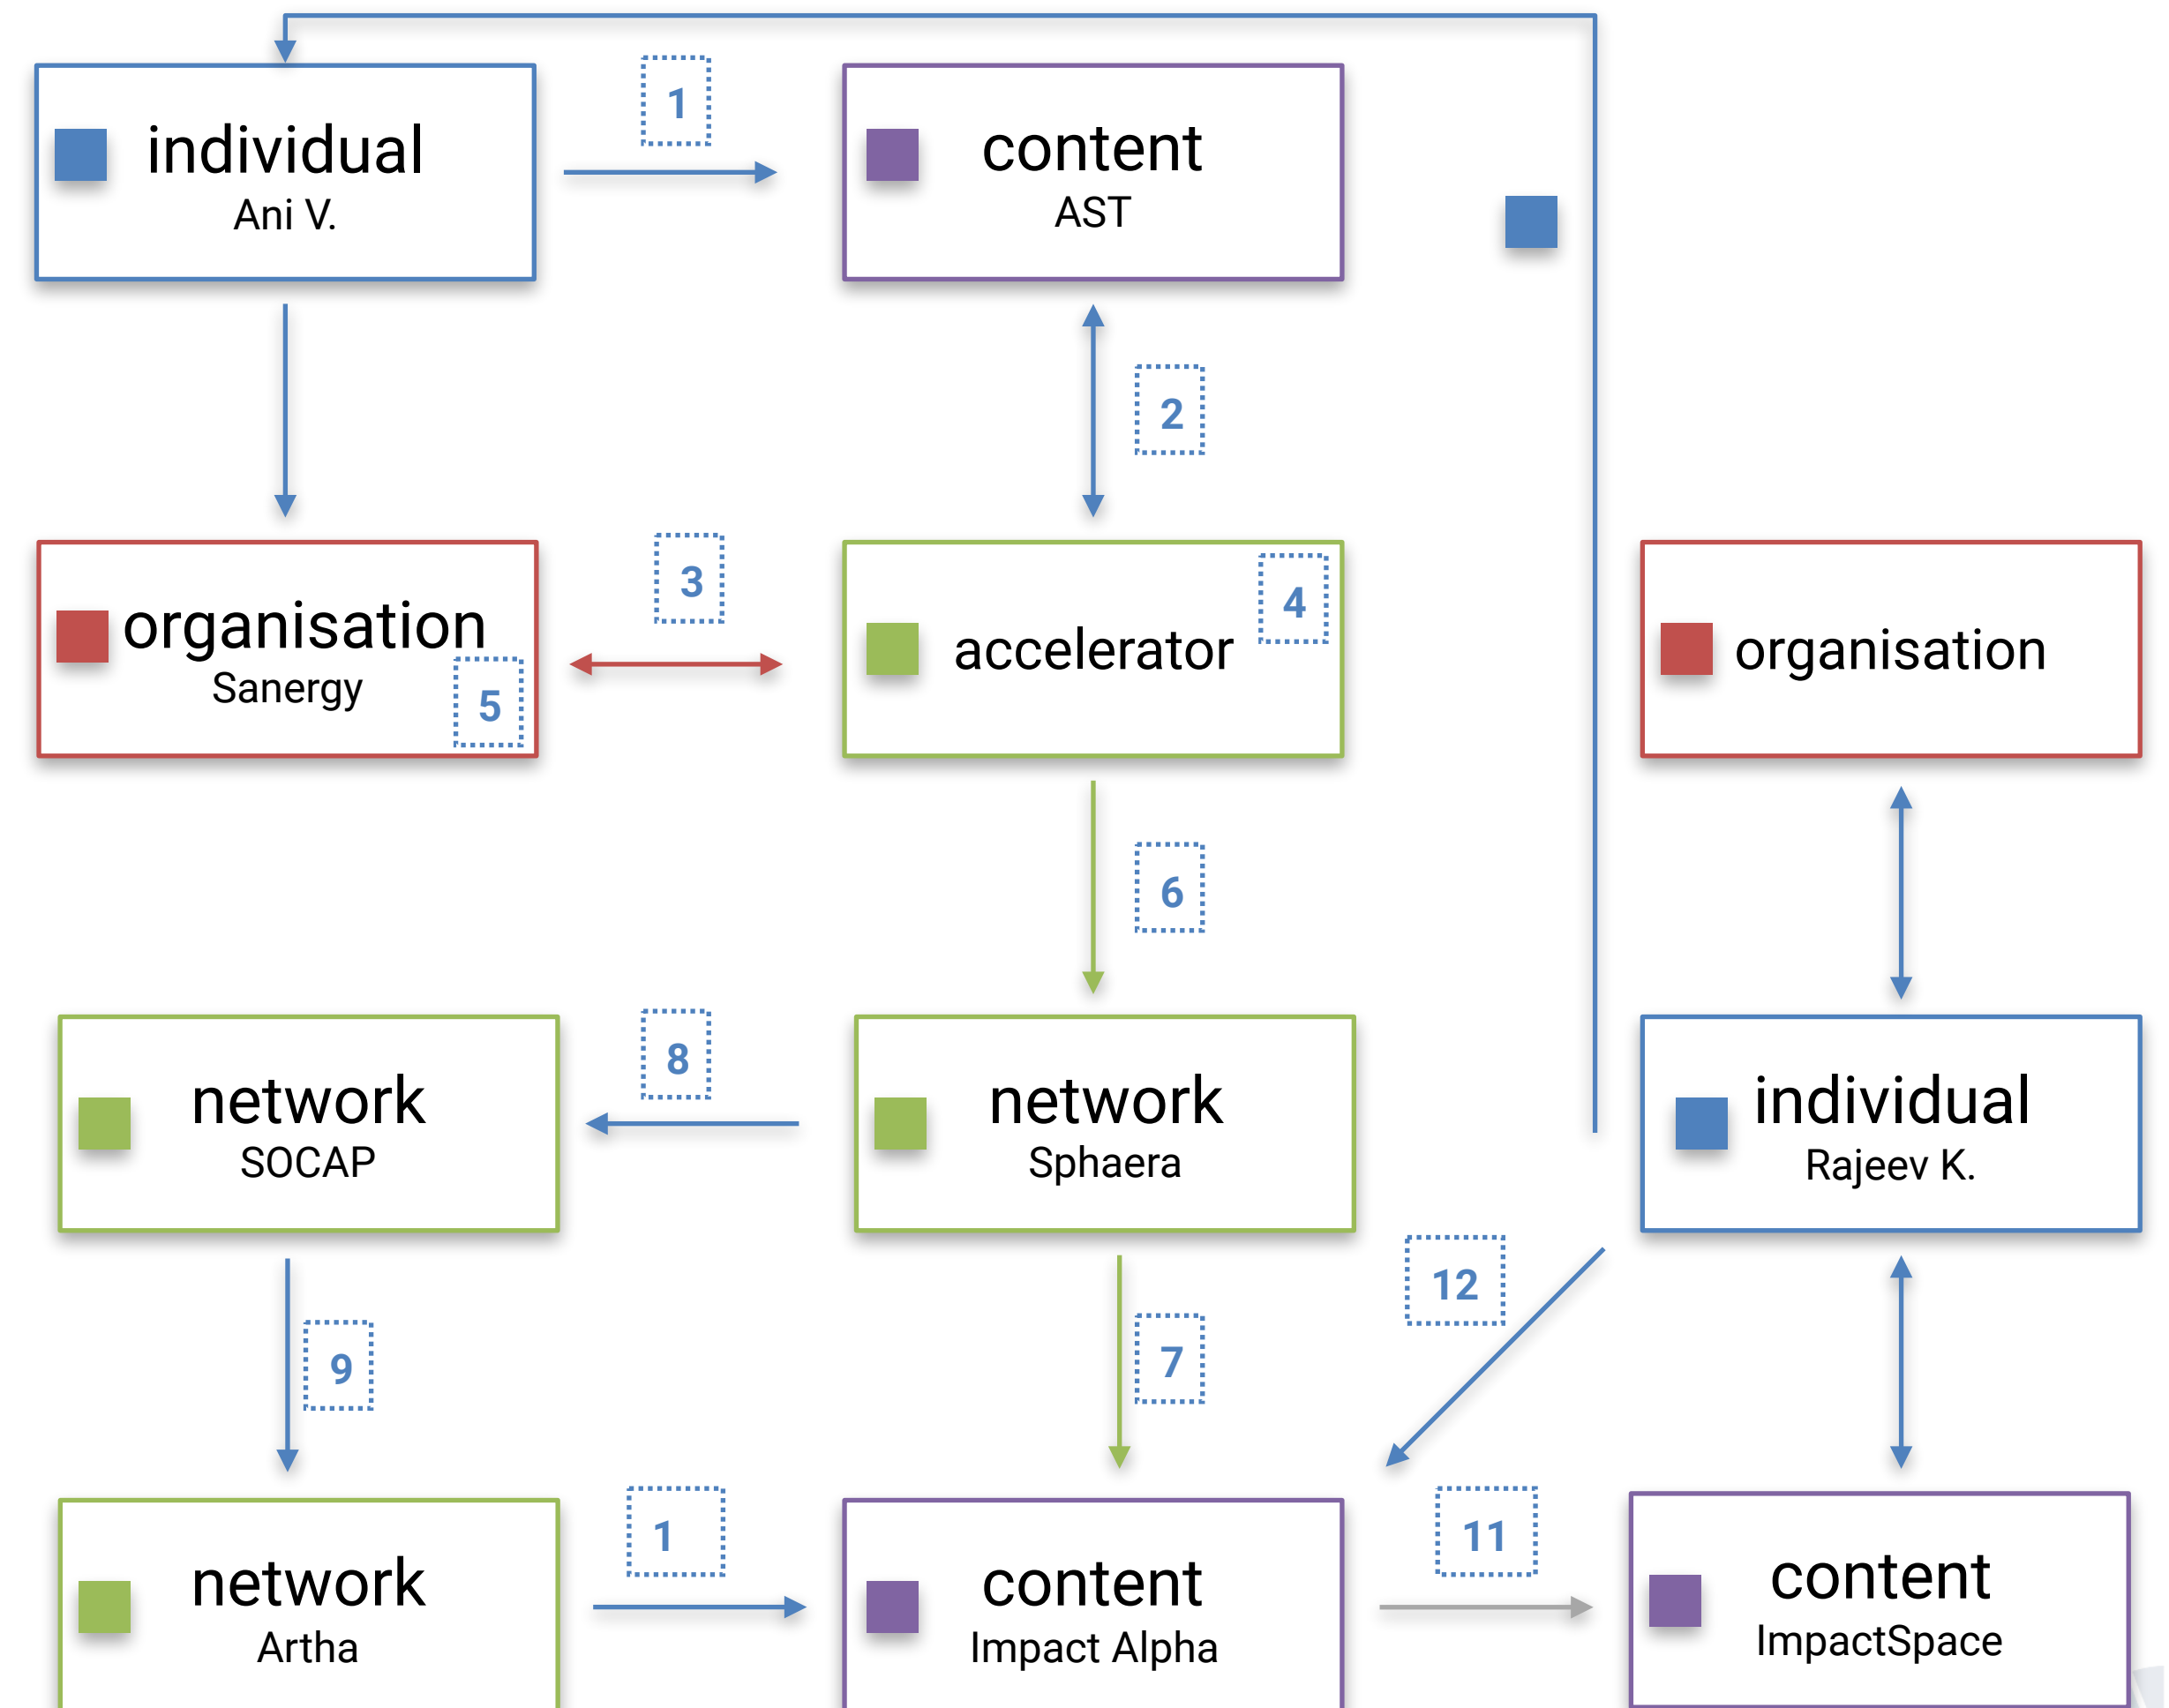 1
individual
Ani V.
content
AST
2
3
4
organisation
Sanergy
5
accelerator
organisation
6
8
network
SOCAP
network
Sphaera
individual
Rajeev K.
12
9
7
1
11
network
Artha
content
Impact Alpha
content
ImpactSpace